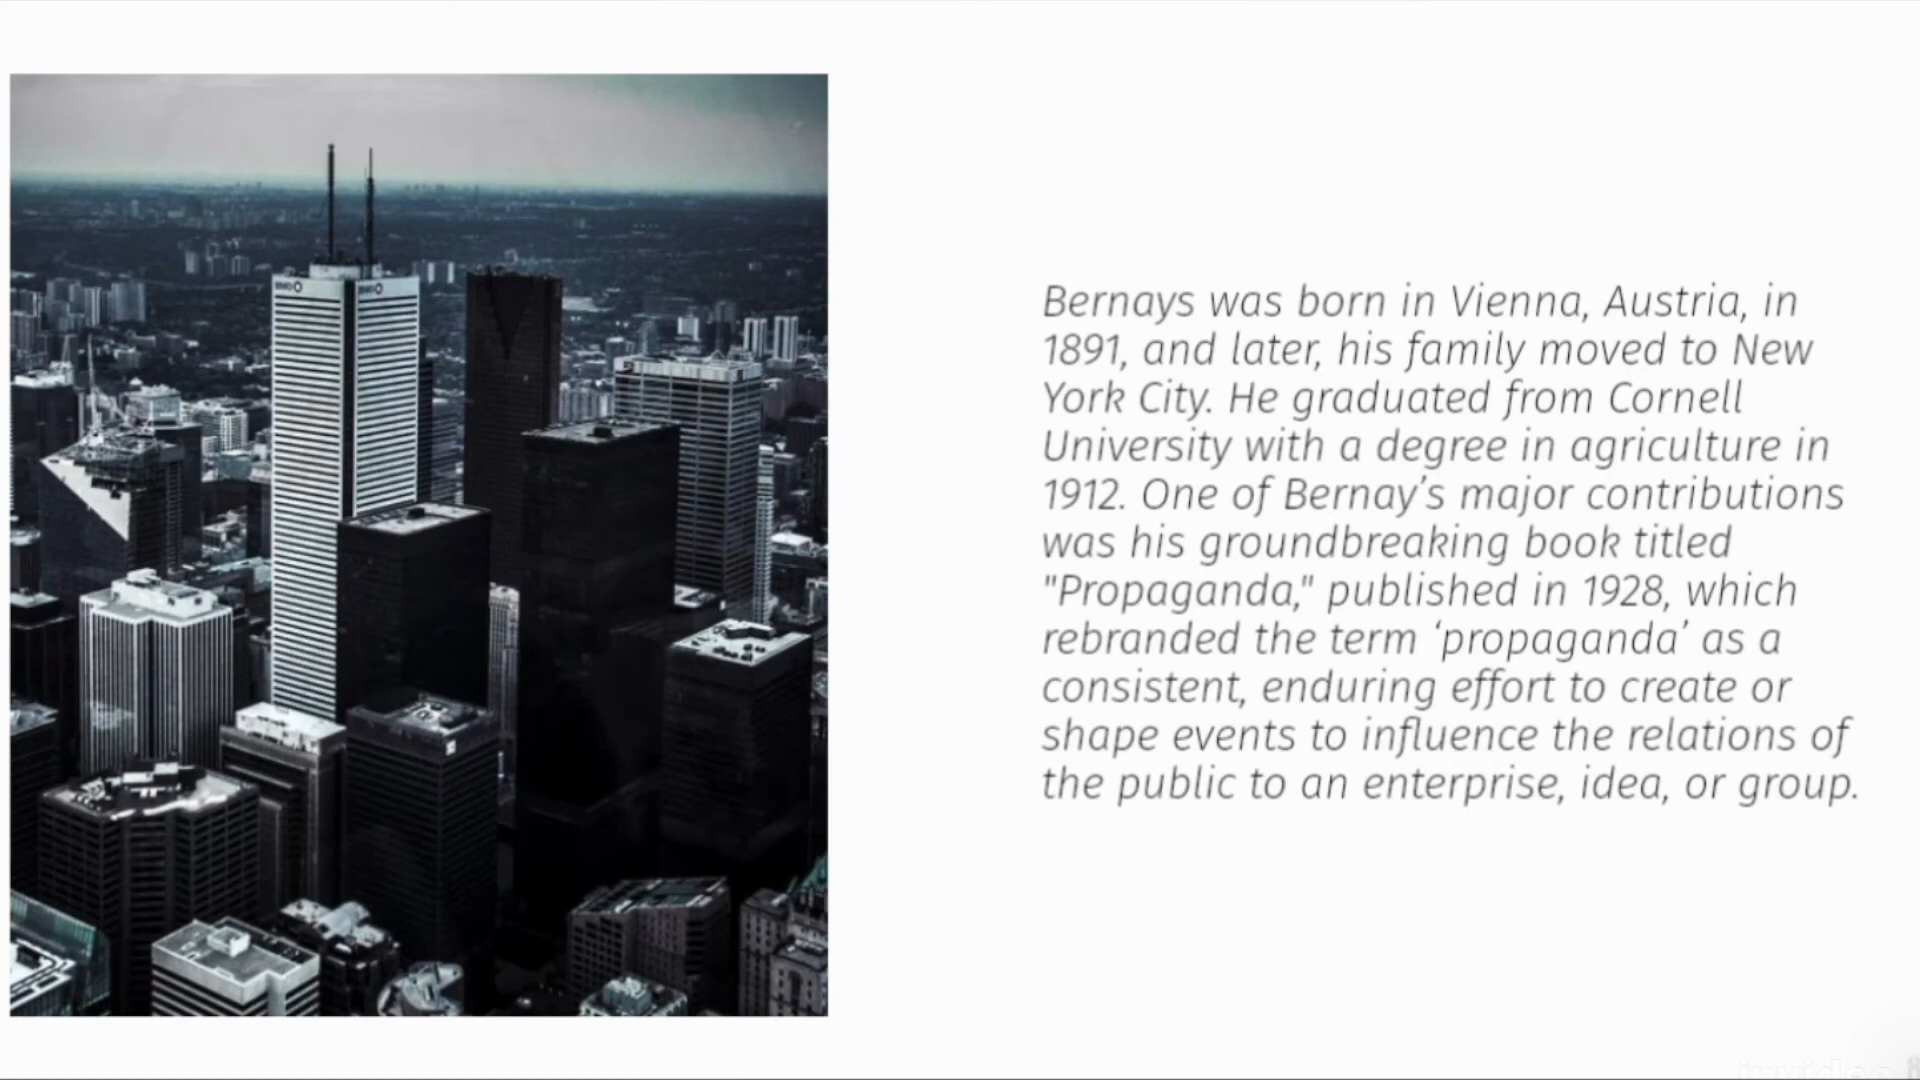 BMO BMO
Bernays was born in Vienna, Austria, in
1891, and later, his family moved to New
York City. He graduated from Cornell
University with a degree in agriculture in
1912. One of Bernay’s major contributions
was his groundbreaking book titled
"Propaganda," published in 1928, which
rebranded the term ‘propaganda’ as a
consistent, enduring effort to create or
shape events to influence the relations of
the public to an enterprise, idea, or group.